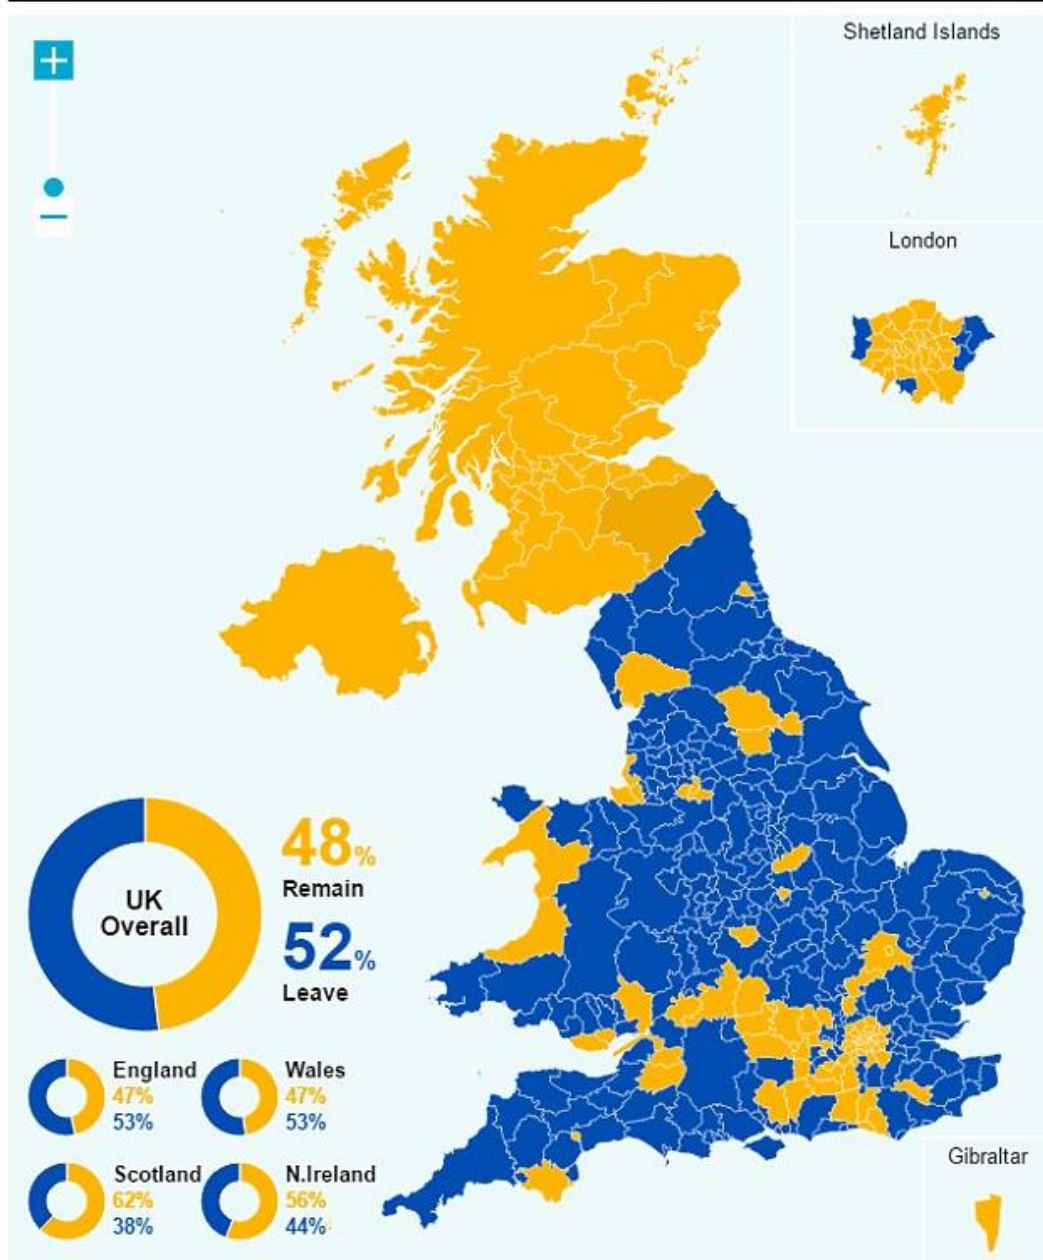 Shetland Islands
London
48%
Remain
52%
Leave
UK
Overall
England
47%
53%
Wales
47%
53%
Scotland
62%
38%
N.Ireland
56%
44%
Gibraltar